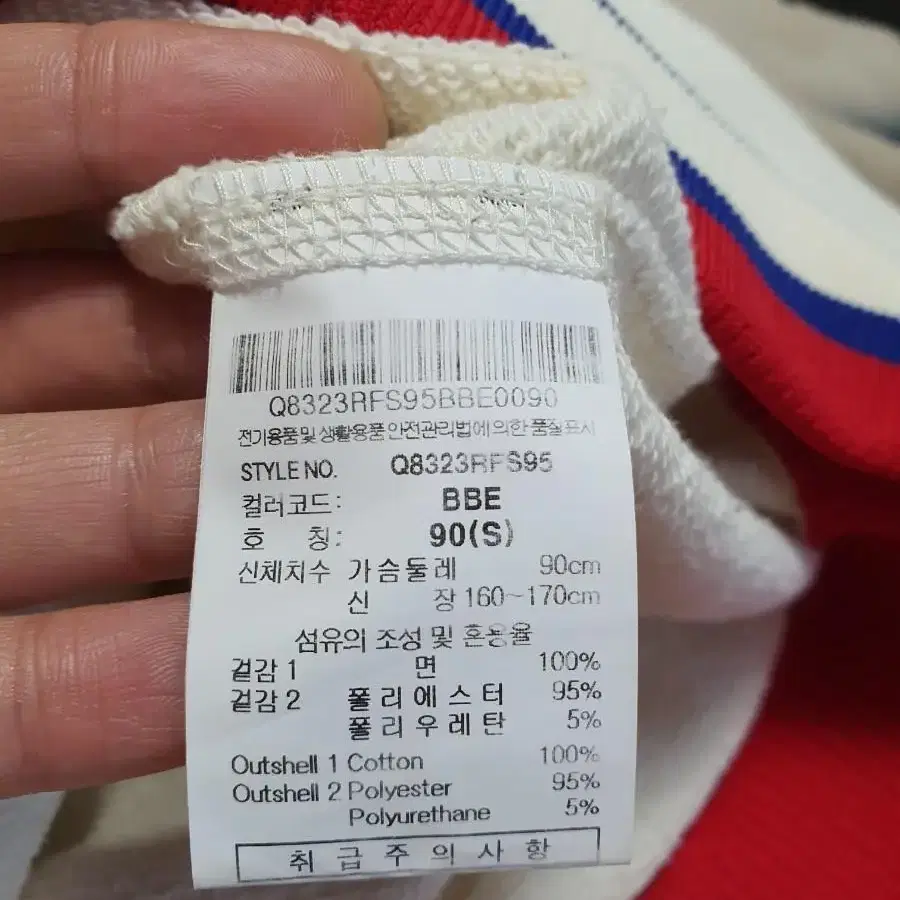 Q8323RFS95BBE0090
전기용품및 생활용품 안전관리법에 의한 품질표시
STYLE NO. Q8323RFS95
컬러코드: BBE
호 칭: 90(S)
신체치수 가슴둘레 90cm
신 장 160~170cm
섬유의 조성 및 혼용율
겉감 1 면 100%
겉감 2 폴리에스터 95%
폴리우레탄 5%
Outshell 1 Cotton 100%
Outshell 2 Polyester 95%
Polyurethane 5%
취급주의사항